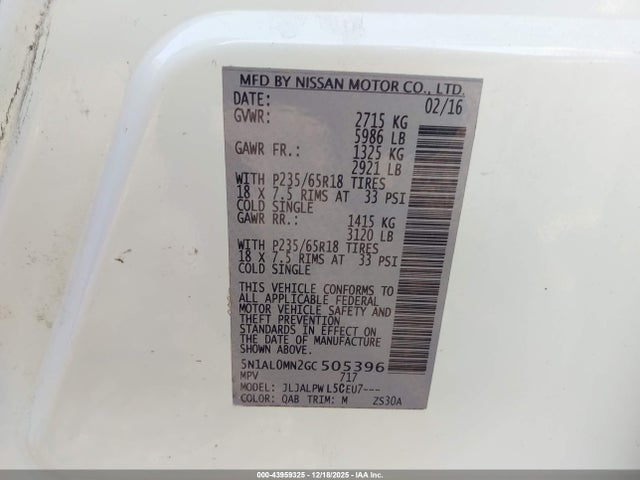 MFD BY NISSAN MOTOR CO., LTD.
DATE: 02/16
GVWR: 2715 KG
5986 LB
GAWR FR.: 1325 KG
2921 LB
WITH P235/65R18 TIRES
18 X 7.5 RIMS AT 33 PSI
COLD SINGLE
GAWR RR.: 1415 KG
3120 LB
WITH P235/65R18 TIRES
18 X 7.5 RIMS AT 33 PSI
COLD SINGLE
THIS VEHICLE CONFORMS TO
ALL APPLICABLE FEDERAL
MOTOR VEHICLE SAFETY AND
THEFT PREVENTION
STANDARDS IN EFFECT ON
THE DATE OF MANUFACTURE
SHOWN ABOVE.
5N1AL0MN2GC505396
MPV 717
MODEL: JLJALPWL5CEU7---
COLOR: QAB TRIM: M ZS30A
000-43959325 | 12/18/2025 | IAA Inc.